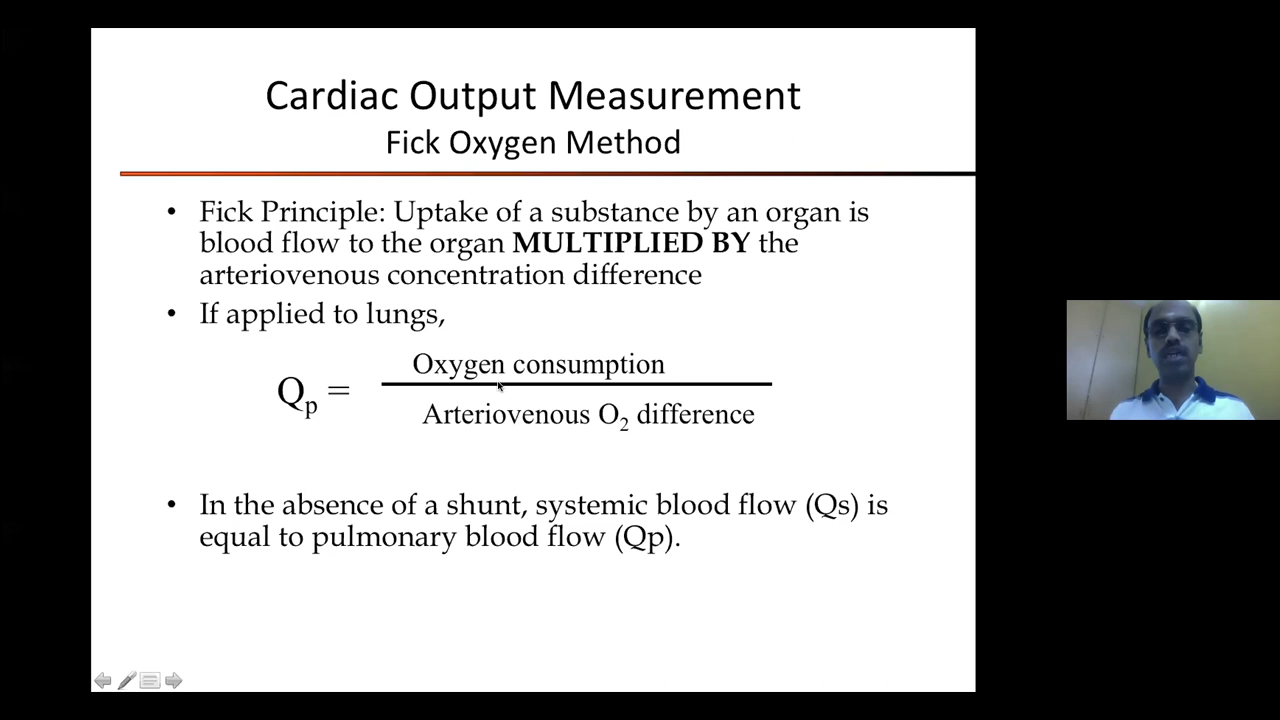 Cardiac Output Measurement
Fick Oxygen Method
• Fick Principle: Uptake of a substance by an organ is
blood flow to the organ MULTIPLIED BY the
arteriovenous concentration difference
• If applied to lungs,
Oxygen consumption
Qp =
Arteriovenous O2 difference
• In the absence of a shunt, systemic blood flow (Qs) is
equal to pulmonary blood flow (Qp).